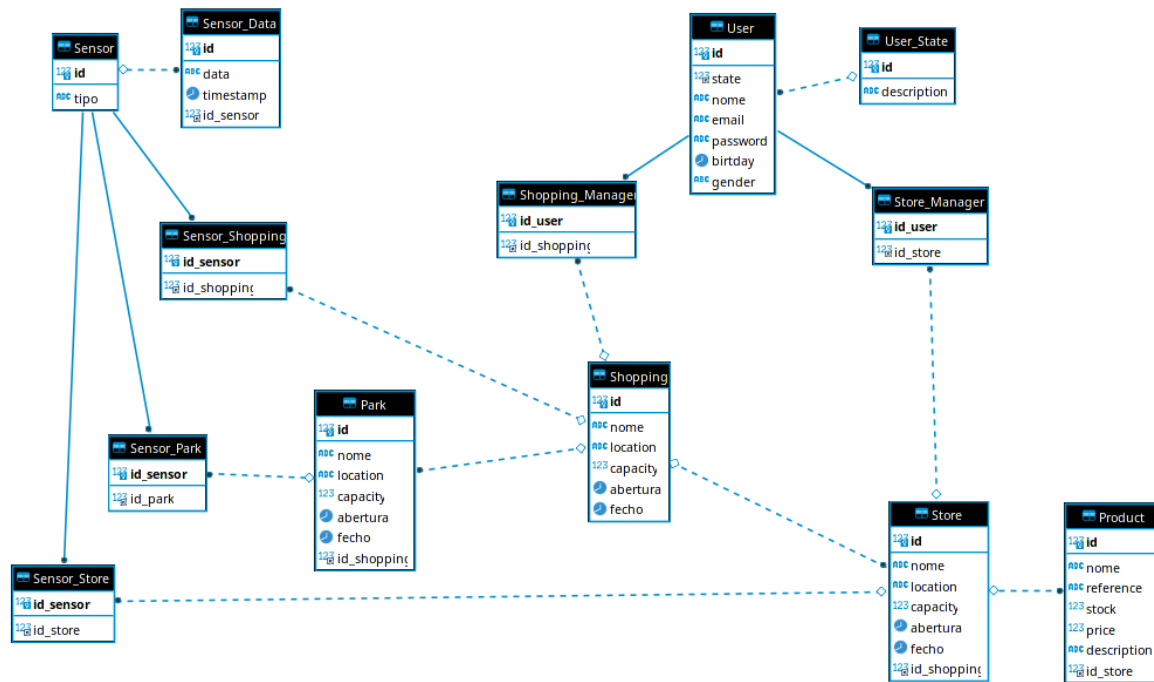 Sensor_Data
id
data
timestamp
id_sensor
Sensor
id
tipo
User
id
state
nome
email
password
birtday
gender
User_State
id
description
Shopping_Manager
id_user
id_shopping
Store_Manager
id_user
id_store
Sensor_Shopping
id_sensor
id_shopping
Shopping
id
nome
location
capacity
abertura
fecho
Park
id
nome
location
capacity
abertura
fecho
id_shopping
Sensor_Park
id_sensor
id_park
Store
id
nome
location
capacity
abertura
fecho
id_shopping
Product
id
nome
reference
stock
price
description
id_store
Sensor_Store
id_sensor
id_store